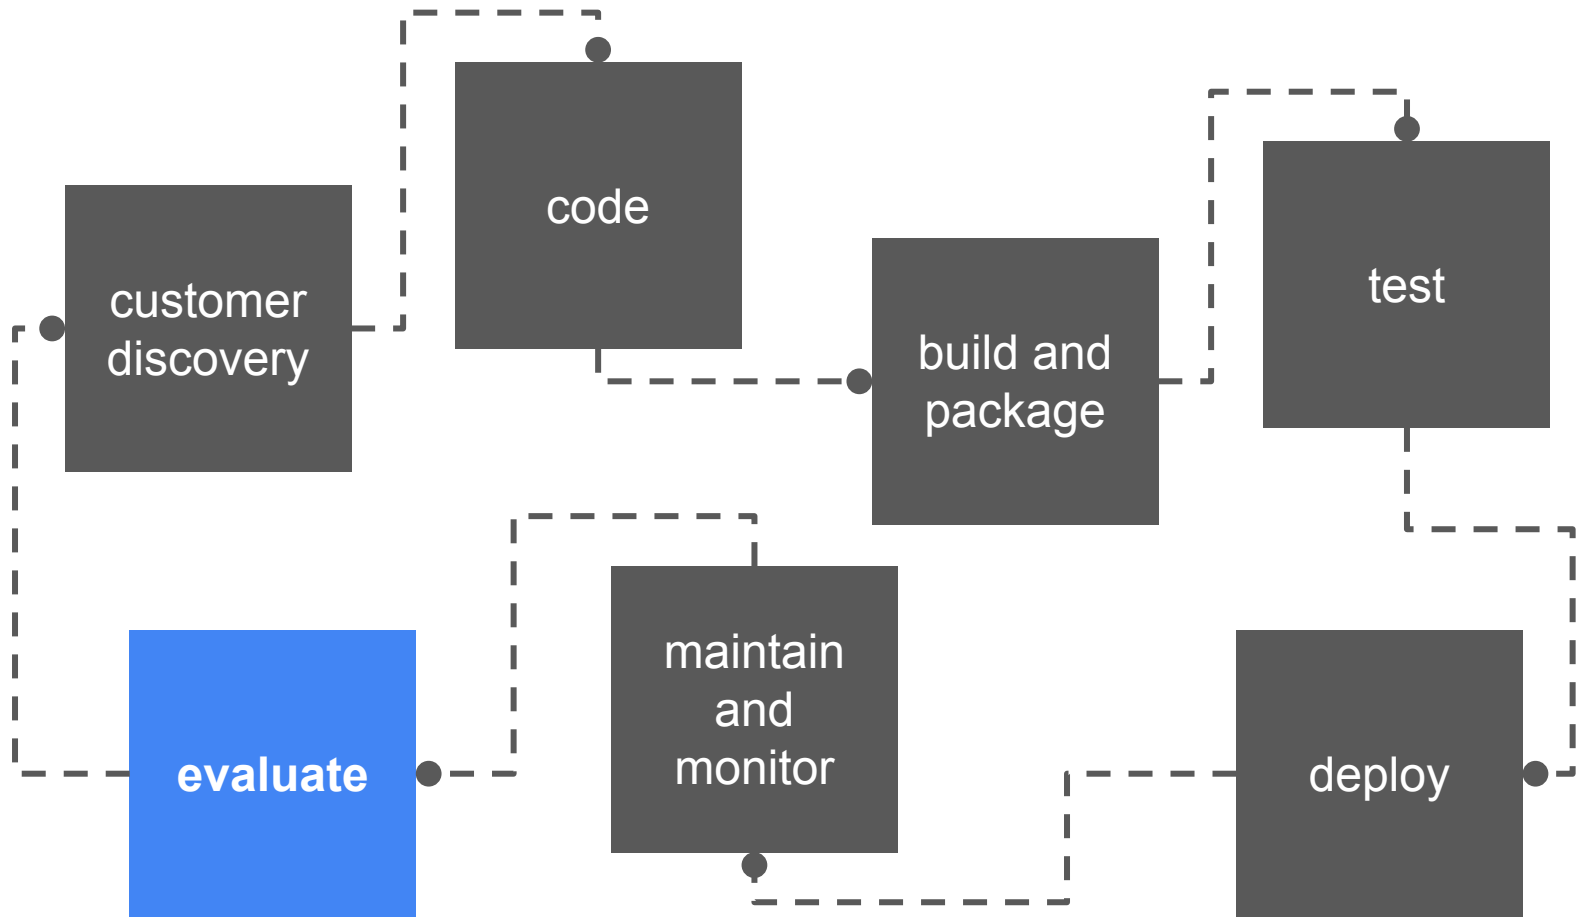 customer
discovery
code
build and
package
test
deploy
maintain
and
monitor
evaluate